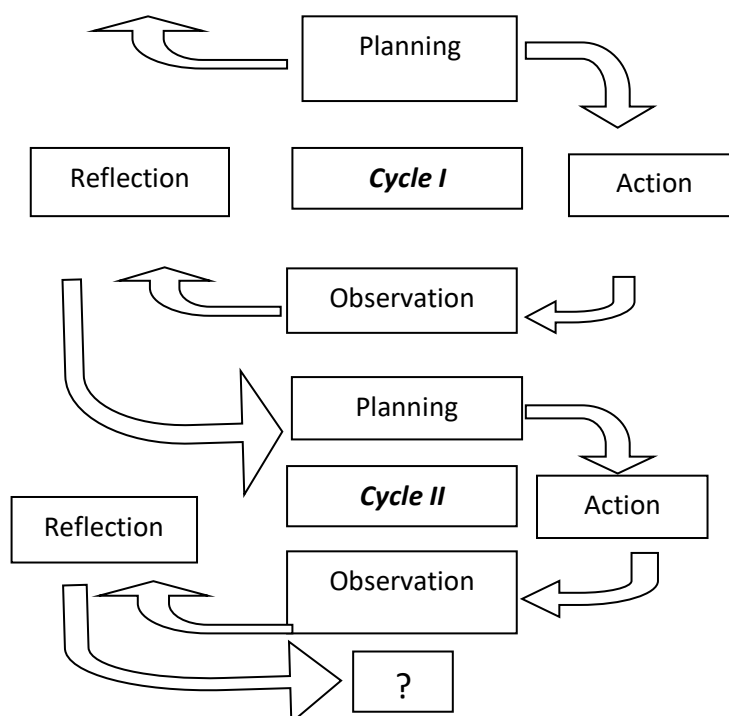 Planning
Reflection
Cycle I
Action
Observation
Planning
Cycle II
Action
Reflection
Observation
?